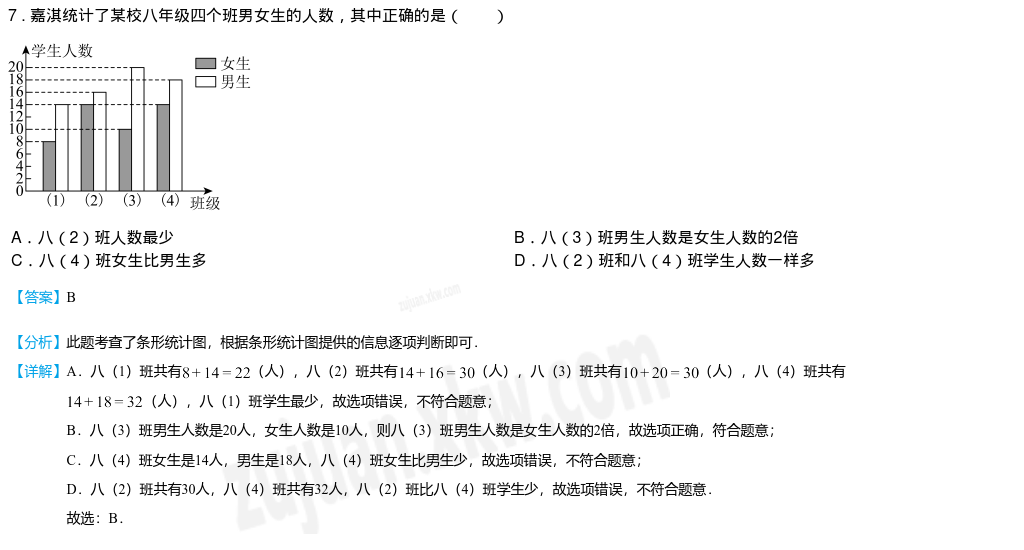 7．嘉淇统计了某校八年级四个班男女生的人数，其中正确的是（　　）
学生人数
女生
男生
20
18
16
14
12
10
8
6
4
2
0
（1）（2）（3）（4）班级
A．八（2）班人数最少 B．八（3）班男生人数是女生人数的2倍
C．八（4）班女生比男生多 D．八（2）班和八（4）班学生人数一样多
【答案】B
zujuan.xkw.com
【分析】此题考查了条形统计图，根据条形统计图提供的信息逐项判断即可．
【详解】A．八（1）班共有8+14=22（人），八（2）班共有14+16=30（人），八（3）班共有10+20=30（人），八（4）班共有
14+18=32（人），八（1）班学生最少，故选项错误，不符合题意；
B．八（3）班男生人数是20人，女生人数是10人，则八（3）班男生人数是女生人数的2倍，故选项正确，符合题意；
C．八（4）班女生是14人，男生是18人，八（4）班女生比男生少，故选项错误，不符合题意；
D．八（2）班共有30人，八（4）班共有32人，八（2）班比八（4）班学生少，故选项错误，不符合题意．
故选：B．
zujuan.xkw.com